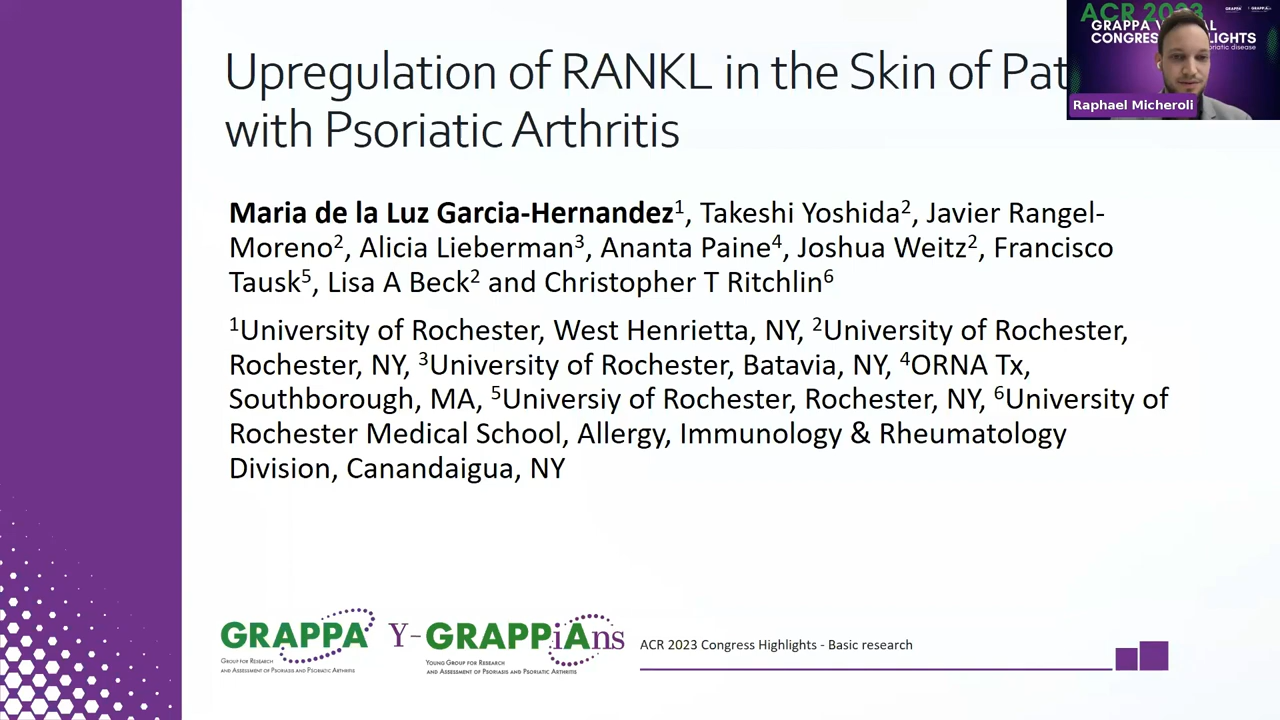 Upregulation of RANKL in the Skin of Pat
with Psoriatic Arthritis
ACR 2023
GRAPPA V
CONGRE
LIGHTS
Raphael Micheroli
Maria de la Luz Garcia-Hernandez1, Takeshi Yoshida2, Javier Rangel-
Moreno2, Alicia Lieberman3, Ananta Paine4, Joshua Weitz2, Francisco
Tausk5, Lisa A Beck2 and Christopher T Ritchlin6
1University of Rochester, West Henrietta, NY, 2University of Rochester,
Rochester, NY, 3University of Rochester, Batavia, NY, 4ORNA Tx,
Southborough, MA, 5Universiy of Rochester, Rochester, NY, 6University of
Rochester Medical School, Allergy, Immunology & Rheumatology
Division, Canandaigua, NY
GRAPPA
Group for Research
and Assessment of Psoriasis and Psoriatic Arthritis
Y-GRAPPiAns
Young Group for Research
and Assessment of Psoriasis and Psoriatic Arthritis
ACR 2023 Congress Highlights - Basic research